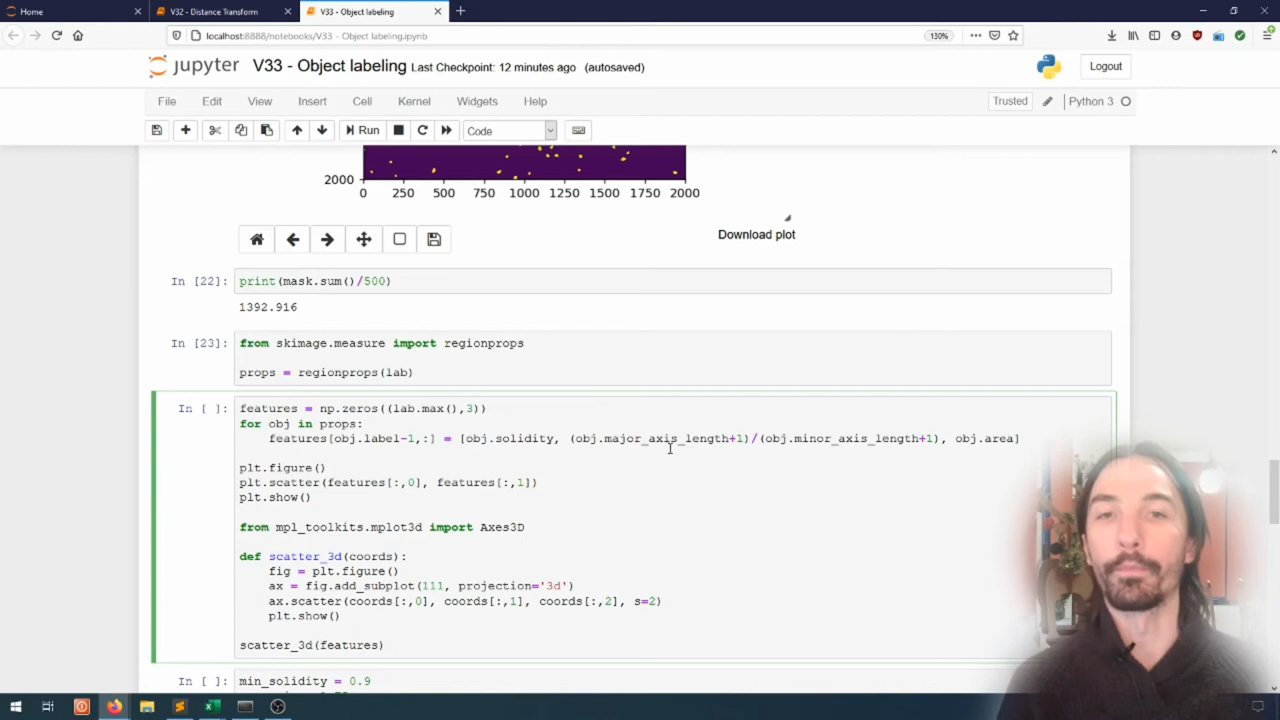 Home
V32 - Distance Transform
V33 - Object labeling
localhost:8888/notebooks/V33 - Object labeling.ipynb
130%
jupyter V33 - Object labeling Last Checkpoint: 12 minutes ago (autosaved)
Logout
File Edit View Insert Cell Kernel Widgets Help
Trusted Python 3
Run Code
2000
0 250 500 750 1000 1250 1500 1750 2000
Download plot
In [22]: print(mask.sum()/500)
1392.916
In [23]: from skimage.measure import regionprops
props = regionprops(lab)
In [ ]: features = np.zeros((lab.max(),3))
for obj in props:
features[obj.label-1,:] = [obj.solidity, (obj.major_axis_length+1)/(obj.minor_axis_length+1), obj.area]
plt.figure()
plt.scatter(features[:,0], features[:,1])
plt.show()
from mpl_toolkits.mplot3d import Axes3D
def scatter_3d(coords):
fig = plt.figure()
ax = fig.add_subplot(111, projection='3d')
ax.scatter(coords[:,0], coords[:,1], coords[:,2], s=2)
plt.show()
scatter_3d(features)
In [ ]: min_solidity = 0.9